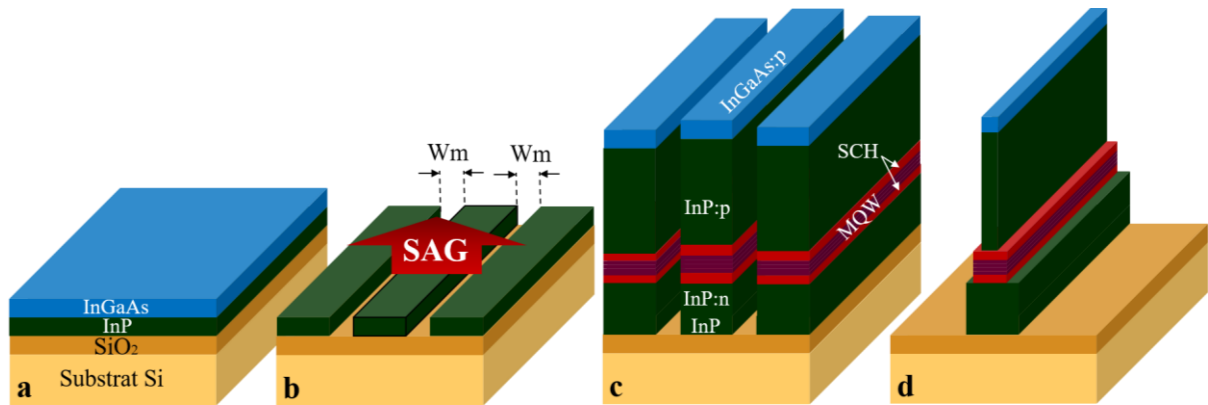 InGaAs
InP
SiO₂
Substrat Si
a
Wm
Wm
SAG
b
InGaAs:p
SCH
InP:p
MQW
InP:n
InP
c
d